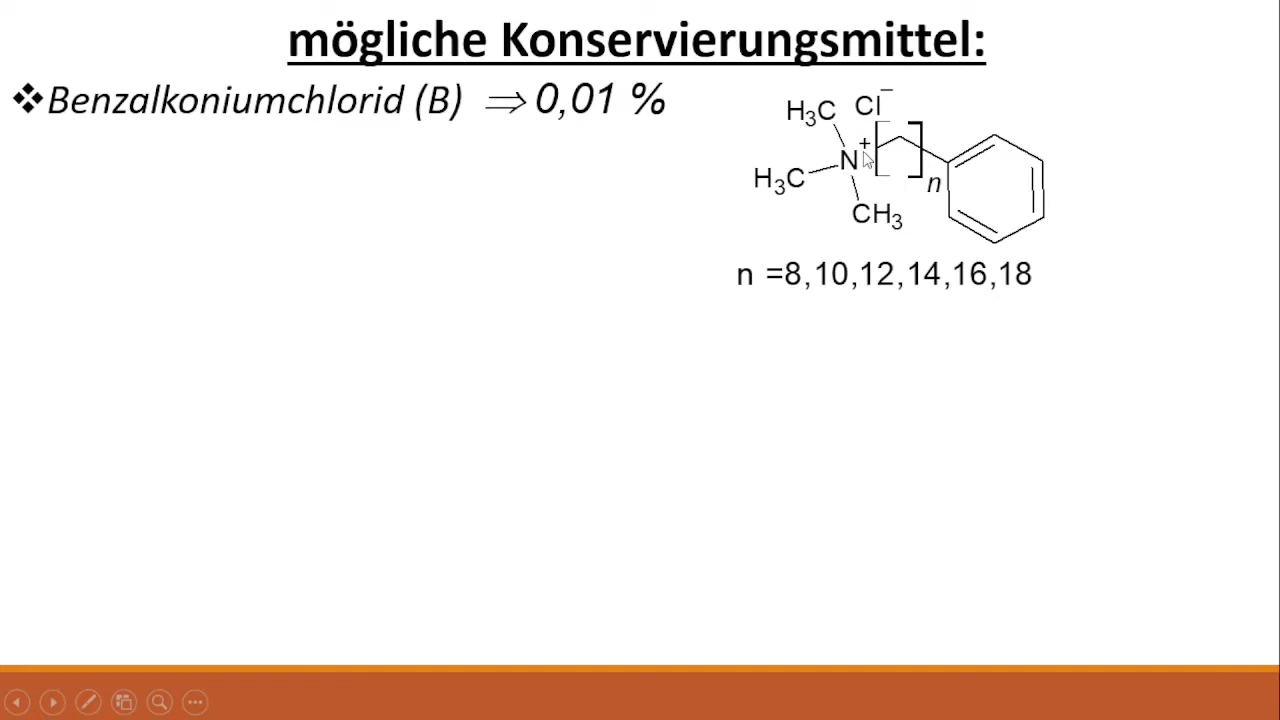 mögliche Konservierungsmittel:
❖Benzalkoniumchlorid (B) ⇒ 0,01 %
H₃C Cl⁻
N⁺
H₃C
n
CH₃
n =8,10,12,14,16,18